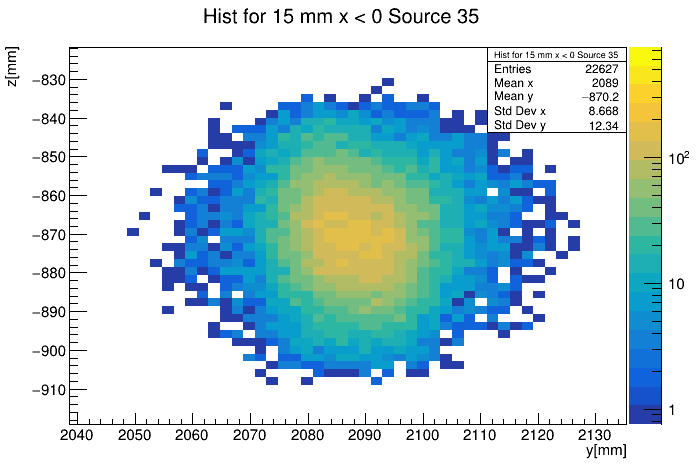 Hist for 15 mm x < 0 Source 35
z[mm]
Hist for 15 mm x < 0 Source 35
Entries 22627
Mean x 2089
Mean y −870.2
Std Dev x 8.668
Std Dev y 12.34
−830
−840
−850
−860
−870
−880
−890
−900
−910
10²
10
1
2040 2050 2060 2070 2080 2090 2100 2110 2120 2130
y[mm]